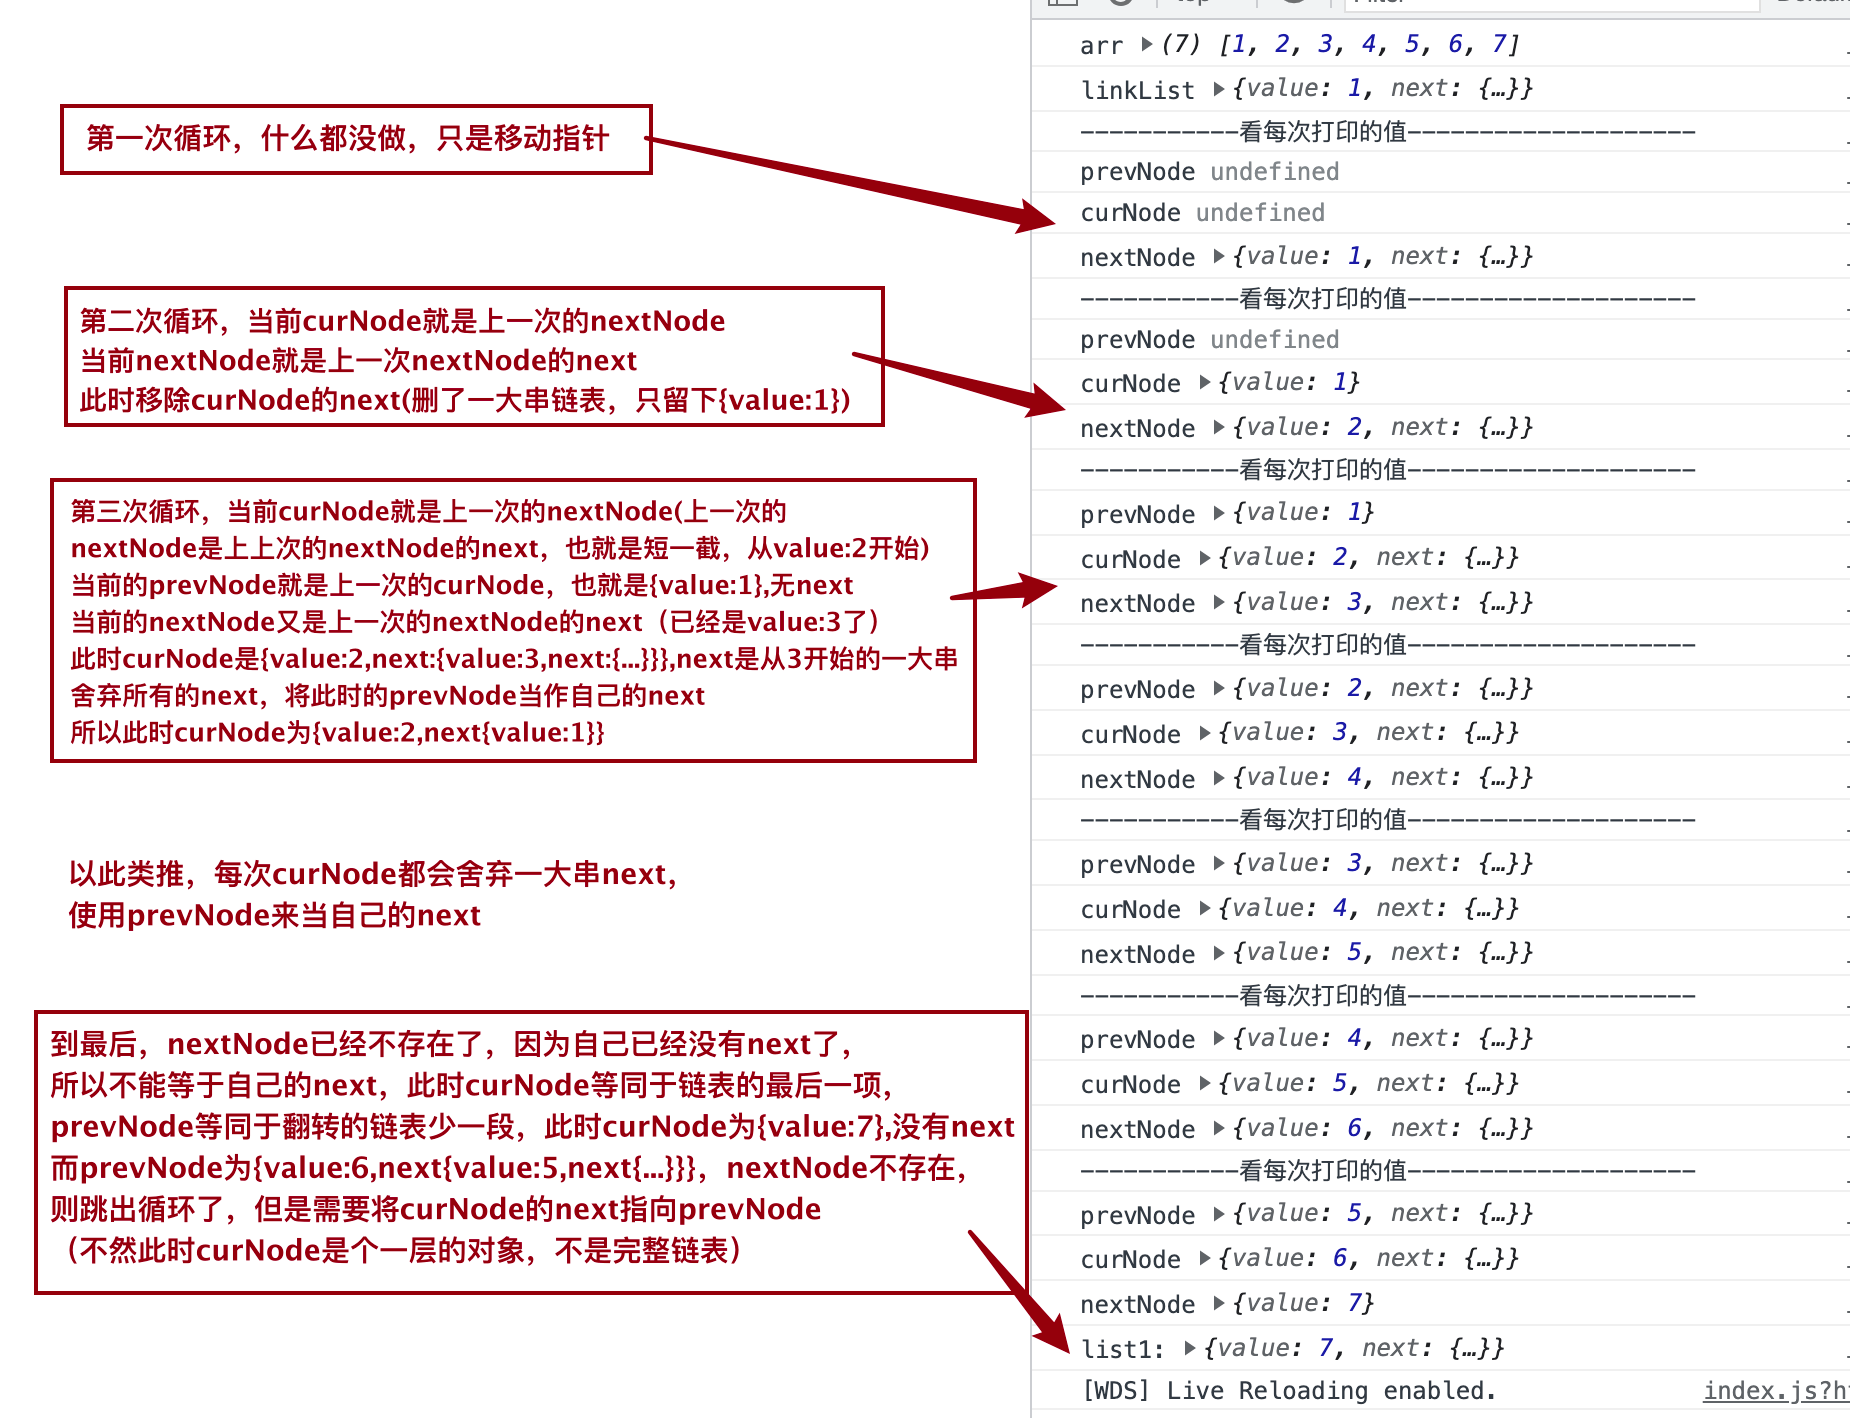 第一次循环，什么都没做，只是移动指针
第二次循环，当前curNode就是上一次的nextNode
当前nextNode就是上一次nextNode的next
此时移除curNode的next(删了一大串链表，只留下{value:1})
第三次循环，当前curNode就是上一次的nextNode(上一次的
nextNode是上上次的nextNode的next，也就是短一截，从value:2开始)
当前的prevNode就是上一次的curNode，也就是{value:1},无next
当前的nextNode又是上一次的nextNode的next（已经是value:3了）
此时curNode是{value:2,next:{value:3,next:{...}}},next是从3开始的一大串
舍弃所有的next，将此时的prevNode当作自己的next
所以此时curNode为{value:2,next{value:1}}
以此类推，每次curNode都会舍弃一大串next，
使用prevNode来当自己的next
到最后，nextNode已经不存在了，因为自己已经没有next了，
所以不能等于自己的next，此时curNode等同于链表的最后一项，
prevNode等同于翻转的链表少一段，此时curNode为{value:7},没有next
而prevNode为{value:6,next{value:5,next{...}}}，nextNode不存在，
则跳出循环了，但是需要将curNode的next指向prevNode
（不然此时curNode是个一层的对象，不是完整链表）
arr ▶(7) [1, 2, 3, 4, 5, 6, 7]
linkList ▶{value: 1, next: {…}}
-----------看每次打印的值--------------------
prevNode undefined
curNode undefined
nextNode ▶{value: 1, next: {…}}
-----------看每次打印的值--------------------
prevNode undefined
curNode ▶{value: 1}
nextNode ▶{value: 2, next: {…}}
-----------看每次打印的值--------------------
prevNode ▶{value: 1}
curNode ▶{value: 2, next: {…}}
nextNode ▶{value: 3, next: {…}}
-----------看每次打印的值--------------------
prevNode ▶{value: 2, next: {…}}
curNode ▶{value: 3, next: {…}}
nextNode ▶{value: 4, next: {…}}
-----------看每次打印的值--------------------
prevNode ▶{value: 3, next: {…}}
curNode ▶{value: 4, next: {…}}
nextNode ▶{value: 5, next: {…}}
-----------看每次打印的值--------------------
prevNode ▶{value: 4, next: {…}}
curNode ▶{value: 5, next: {…}}
nextNode ▶{value: 6, next: {…}}
-----------看每次打印的值--------------------
prevNode ▶{value: 5, next: {…}}
curNode ▶{value: 6, next: {…}}
nextNode ▶{value: 7}
list1: ▶{value: 7, next: {…}}
[WDS] Live Reloading enabled. index.js?h